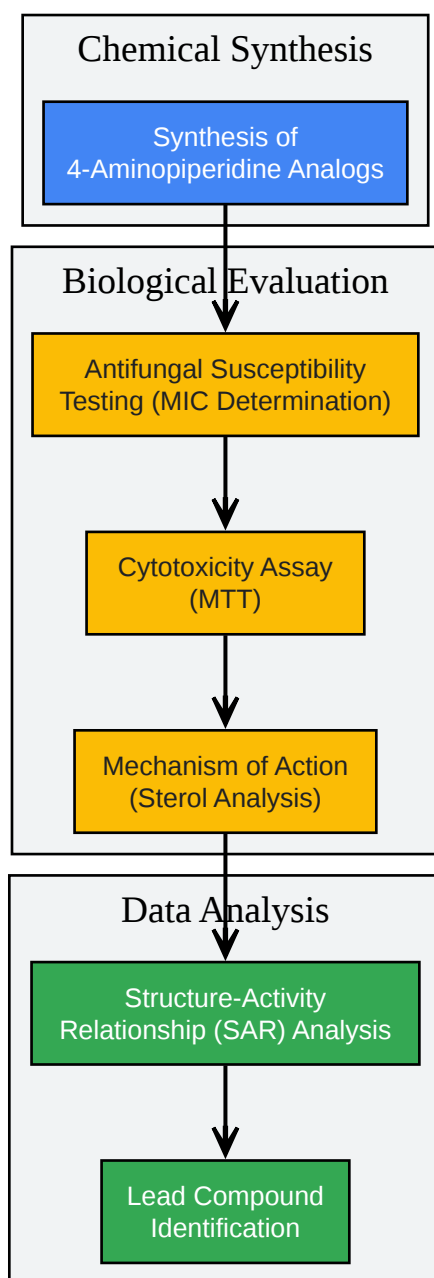 Chemical Synthesis
Synthesis of
4-Aminopiperidine Analogs
Biological Evaluation
Antifungal Susceptibility
Testing (MIC Determination)
Cytotoxicity Assay
(MTT)
Mechanism of Action
(Sterol Analysis)
Data Analysis
Structure-Activity
Relationship (SAR) Analysis
Lead Compound
Identification